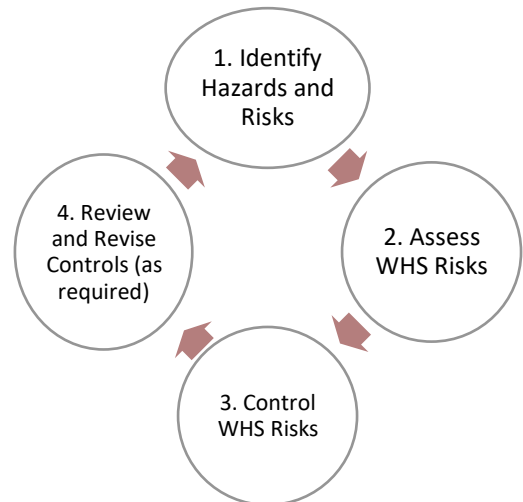 1. Identify
Hazards and
Risks
2. Assess
WHS Risks
3. Control
WHS Risks
4. Review
and Revise
Controls (as
required)